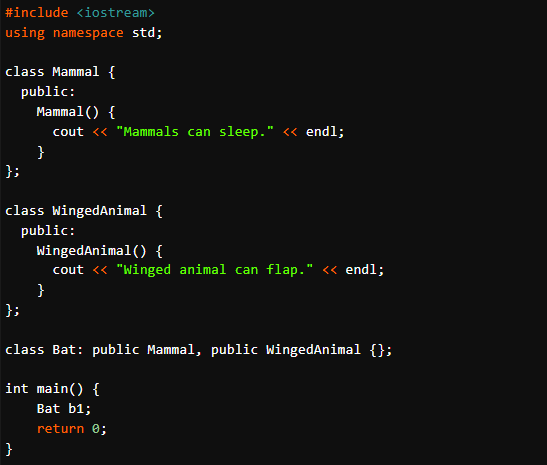 #include <iostream>
using namespace std;
class Mammal {
public:
Mammal() {
cout << "Mammals can sleep." << endl;
}
};
class WingedAnimal {
public:
WingedAnimal() {
cout << "Winged animal can flap." << endl;
}
};
class Bat: public Mammal, public WingedAnimal {};
int main() {
Bat b1;
return 0;
}